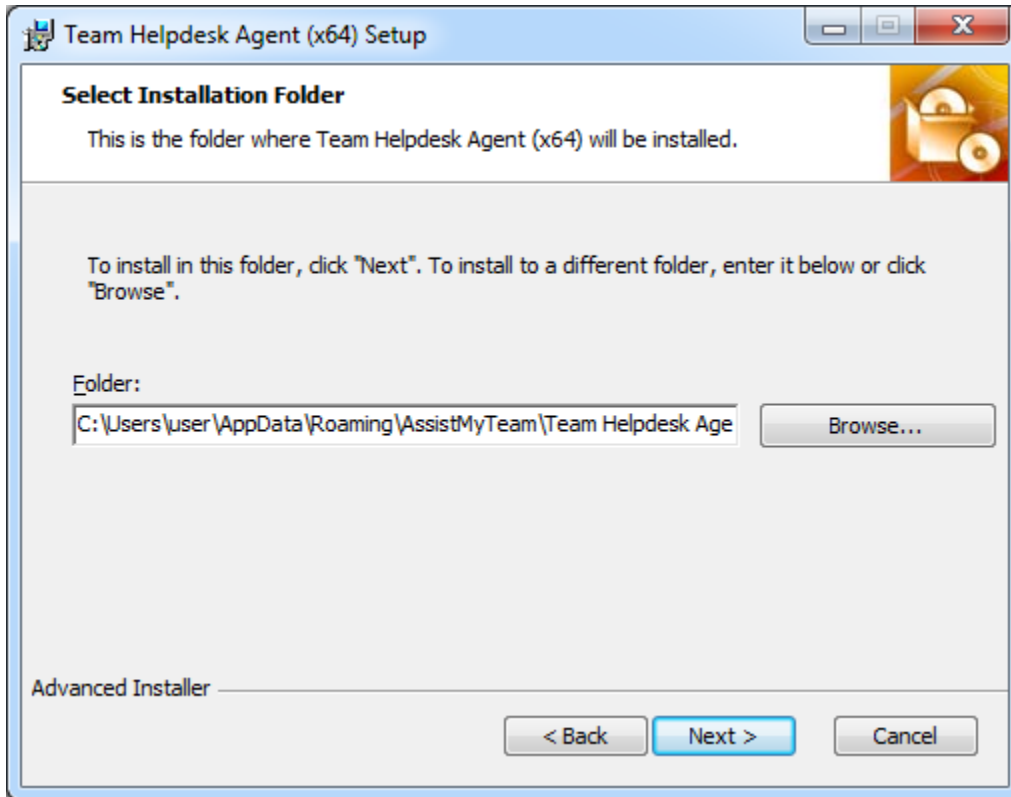 Team Helpdesk Agent (x64) Setup
Select Installation Folder
This is the folder where Team Helpdesk Agent (x64) will be installed.
To install in this folder, click "Next". To install to a different folder, enter it below or click
"Browse".
Folder:
C:\Users\user\AppData\Roaming\AssistMyTeam\Team Helpdesk Age
Browse...
Advanced Installer
< Back
Next >
Cancel